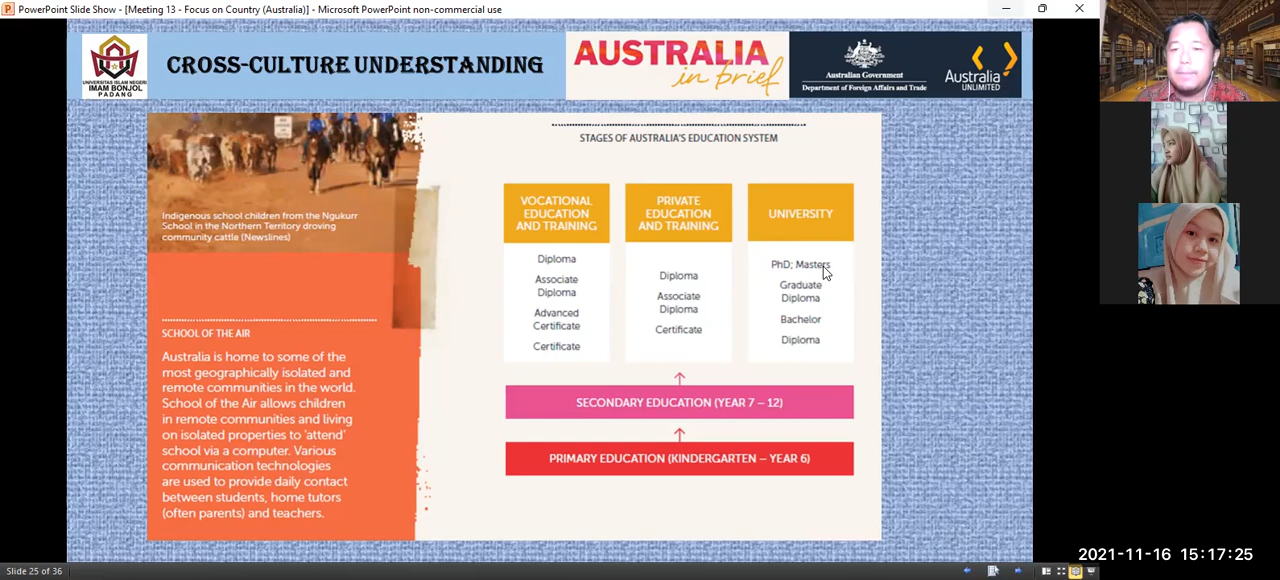 PowerPoint Slide Show - [Meeting 13 - Focus on Country (Australia)] - Microsoft PowerPoint non-commercial use
UNIVERSITAS ISLAM NEGERI
IMAM BONJOL
PADANG
CROSS-CULTURE UNDERSTANDING
AUSTRALIA
in brief
Australian Government
Department of Foreign Affairs and Trade
Australia
UNLIMITED
Indigenous school children from the Ngukurr
School in the Northern Territory droving
community cattle (Newslines)
SCHOOL OF THE AIR
Australia is home to some of the
most geographically isolated and
remote communities in the world.
School of the Air allows children
in remote communities and living
on isolated properties to 'attend'
school via a computer. Various
communication technologies
are used to provide daily contact
between students, home tutors
(often parents) and teachers.
STAGES OF AUSTRALIA'S EDUCATION SYSTEM
VOCATIONAL
EDUCATION
AND TRAINING
Diploma
Associate
Diploma
Advanced
Certificate
Certificate
PRIVATE
EDUCATION
AND TRAINING
Diploma
Associate
Diploma
Certificate
UNIVERSITY
PhD; Masters
Graduate
Diploma
Bachelor
Diploma
SECONDARY EDUCATION (YEAR 7 – 12)
PRIMARY EDUCATION (KINDERGARTEN – YEAR 6)
2021-11-16 15:17:25
Slide 25 of 36